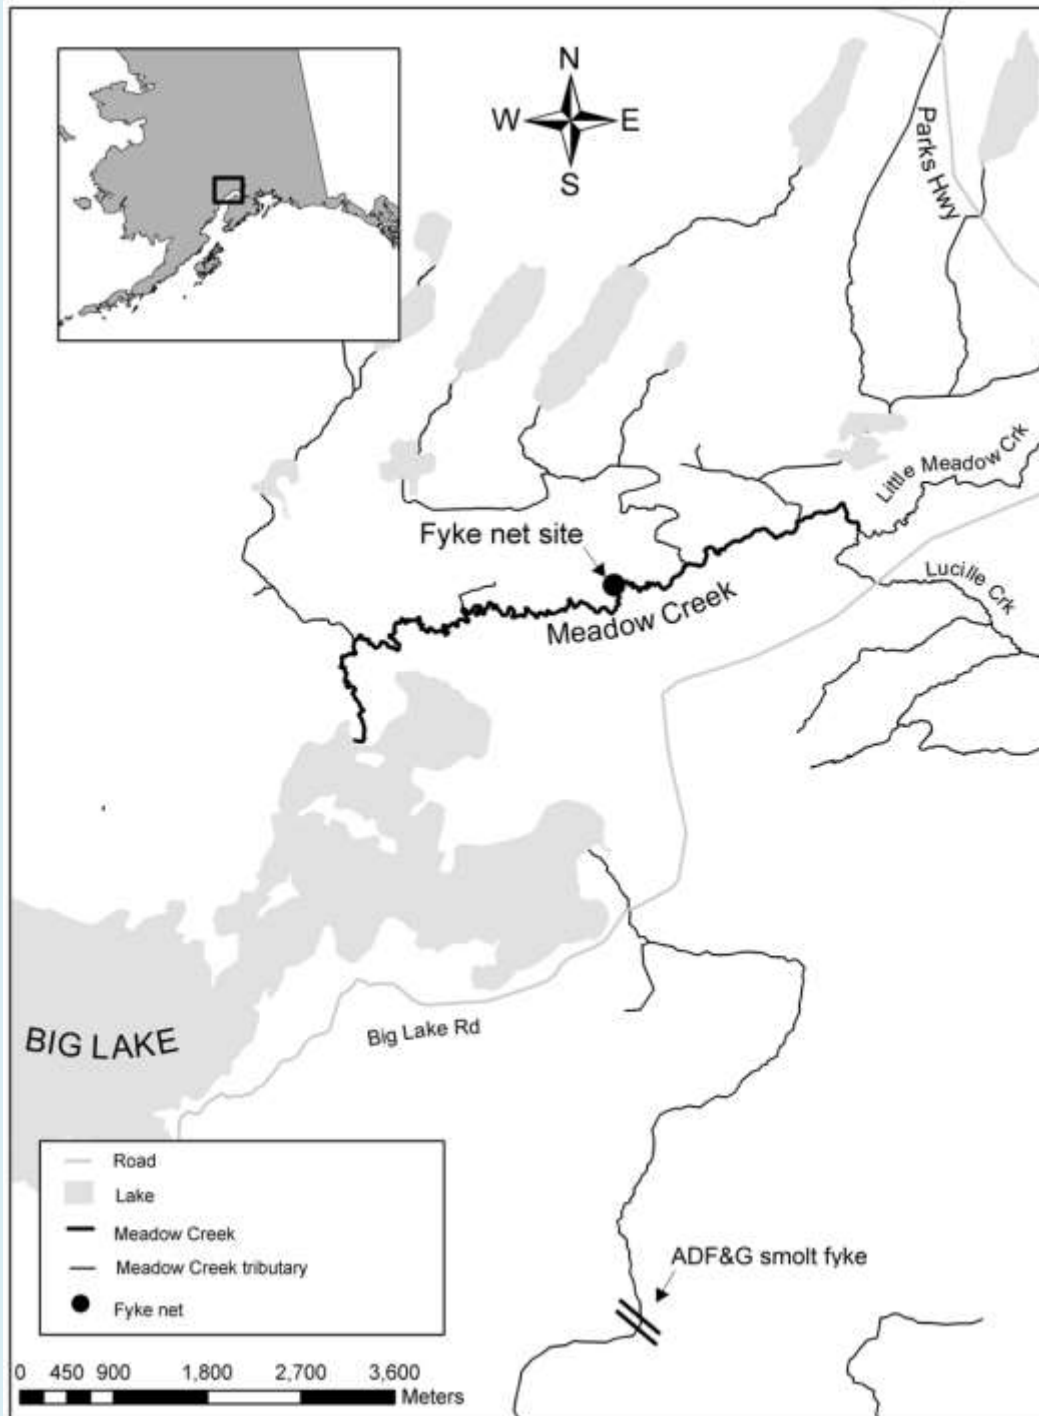 N
W E
S
Parks Hwy
Little Meadow Crk
Fyke net site
Lucille Crk
Meadow Creek
BIG LAKE
Big Lake Rd
Road
Lake
Meadow Creek
Meadow Creek tributary
Fyke net
ADF&G smolt fyke
0 450 900 1,800 2,700 3,600
Meters